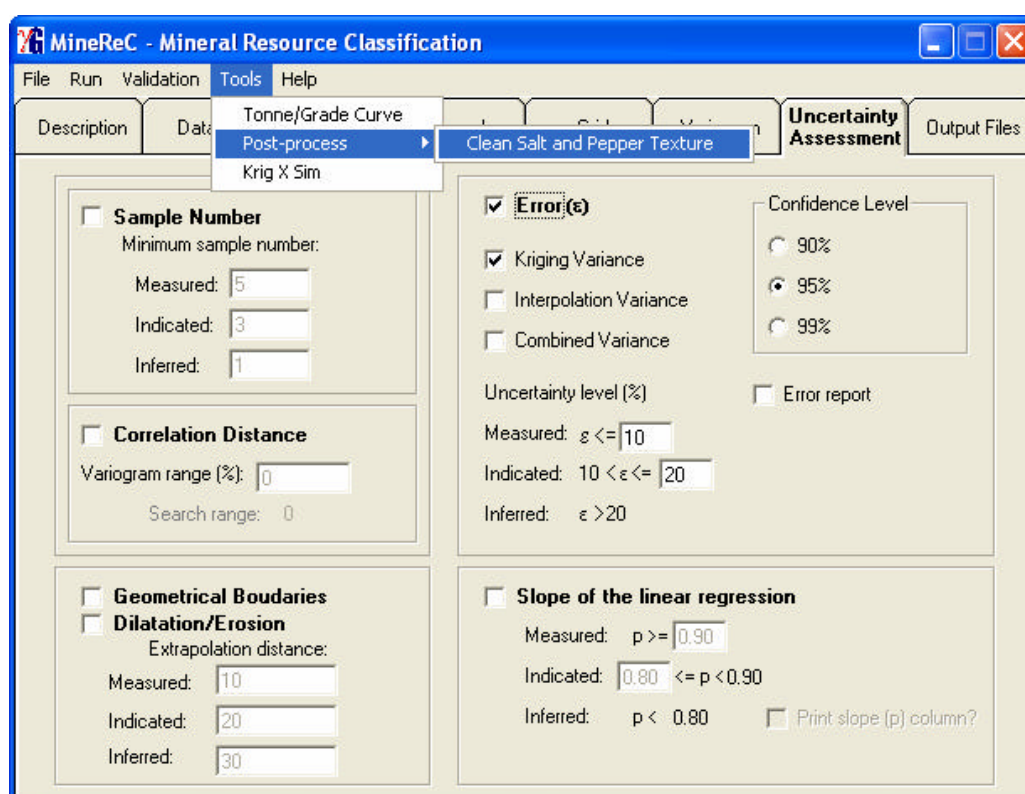 MineReC - Mineral Resource Classification
File Run Validation Tools Help
Tonne/Grade Curve
Post-process
Clean Salt and Pepper Texture
Krig X Sim
Description
Uncertainty Assessment
Output Files
Sample Number
Minimum sample number:
Measured: 5
Indicated: 3
Inferred: 1
Correlation Distance
Variogram range (%): 0
Search range: 0
Geometrical Boudaries
Dilatation/Erosion
Extrapolation distance:
Measured: 10
Indicated: 20
Inferred: 30
Error(ε)
Kriging Variance
Interpolation Variance
Combined Variance
Confidence Level
90%
95%
99%
Uncertainty level (%)
Error report
Measured: ε <= 10
Indicated: 10 < ε <= 20
Inferred: ε >20
Slope of the linear regression
Measured: p >= 0.90
Indicated: 0.80 <= p < 0.90
Inferred: p < 0.80
Print slope (p) column?